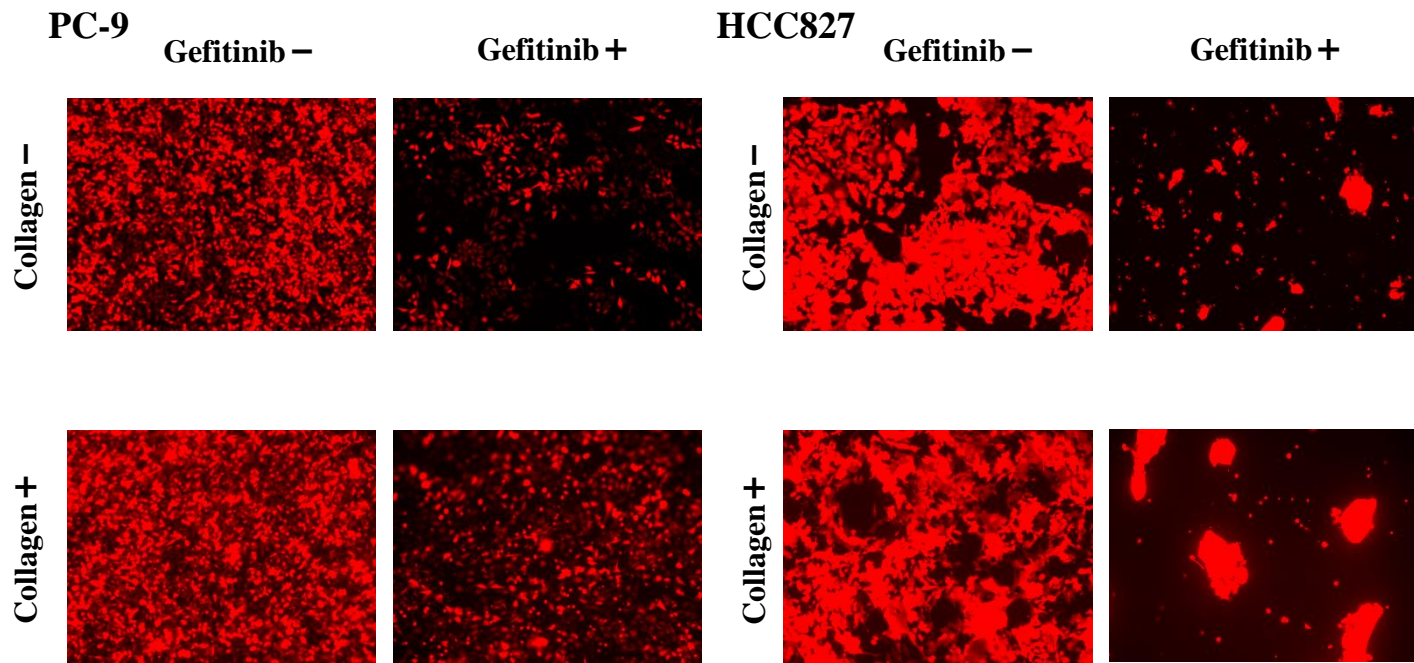 PC-9
HCC827
Gefitinib −
Gefitinib +
Gefitinib −
Gefitinib +
Collagen −
Collagen −
Collagen +
Collagen +